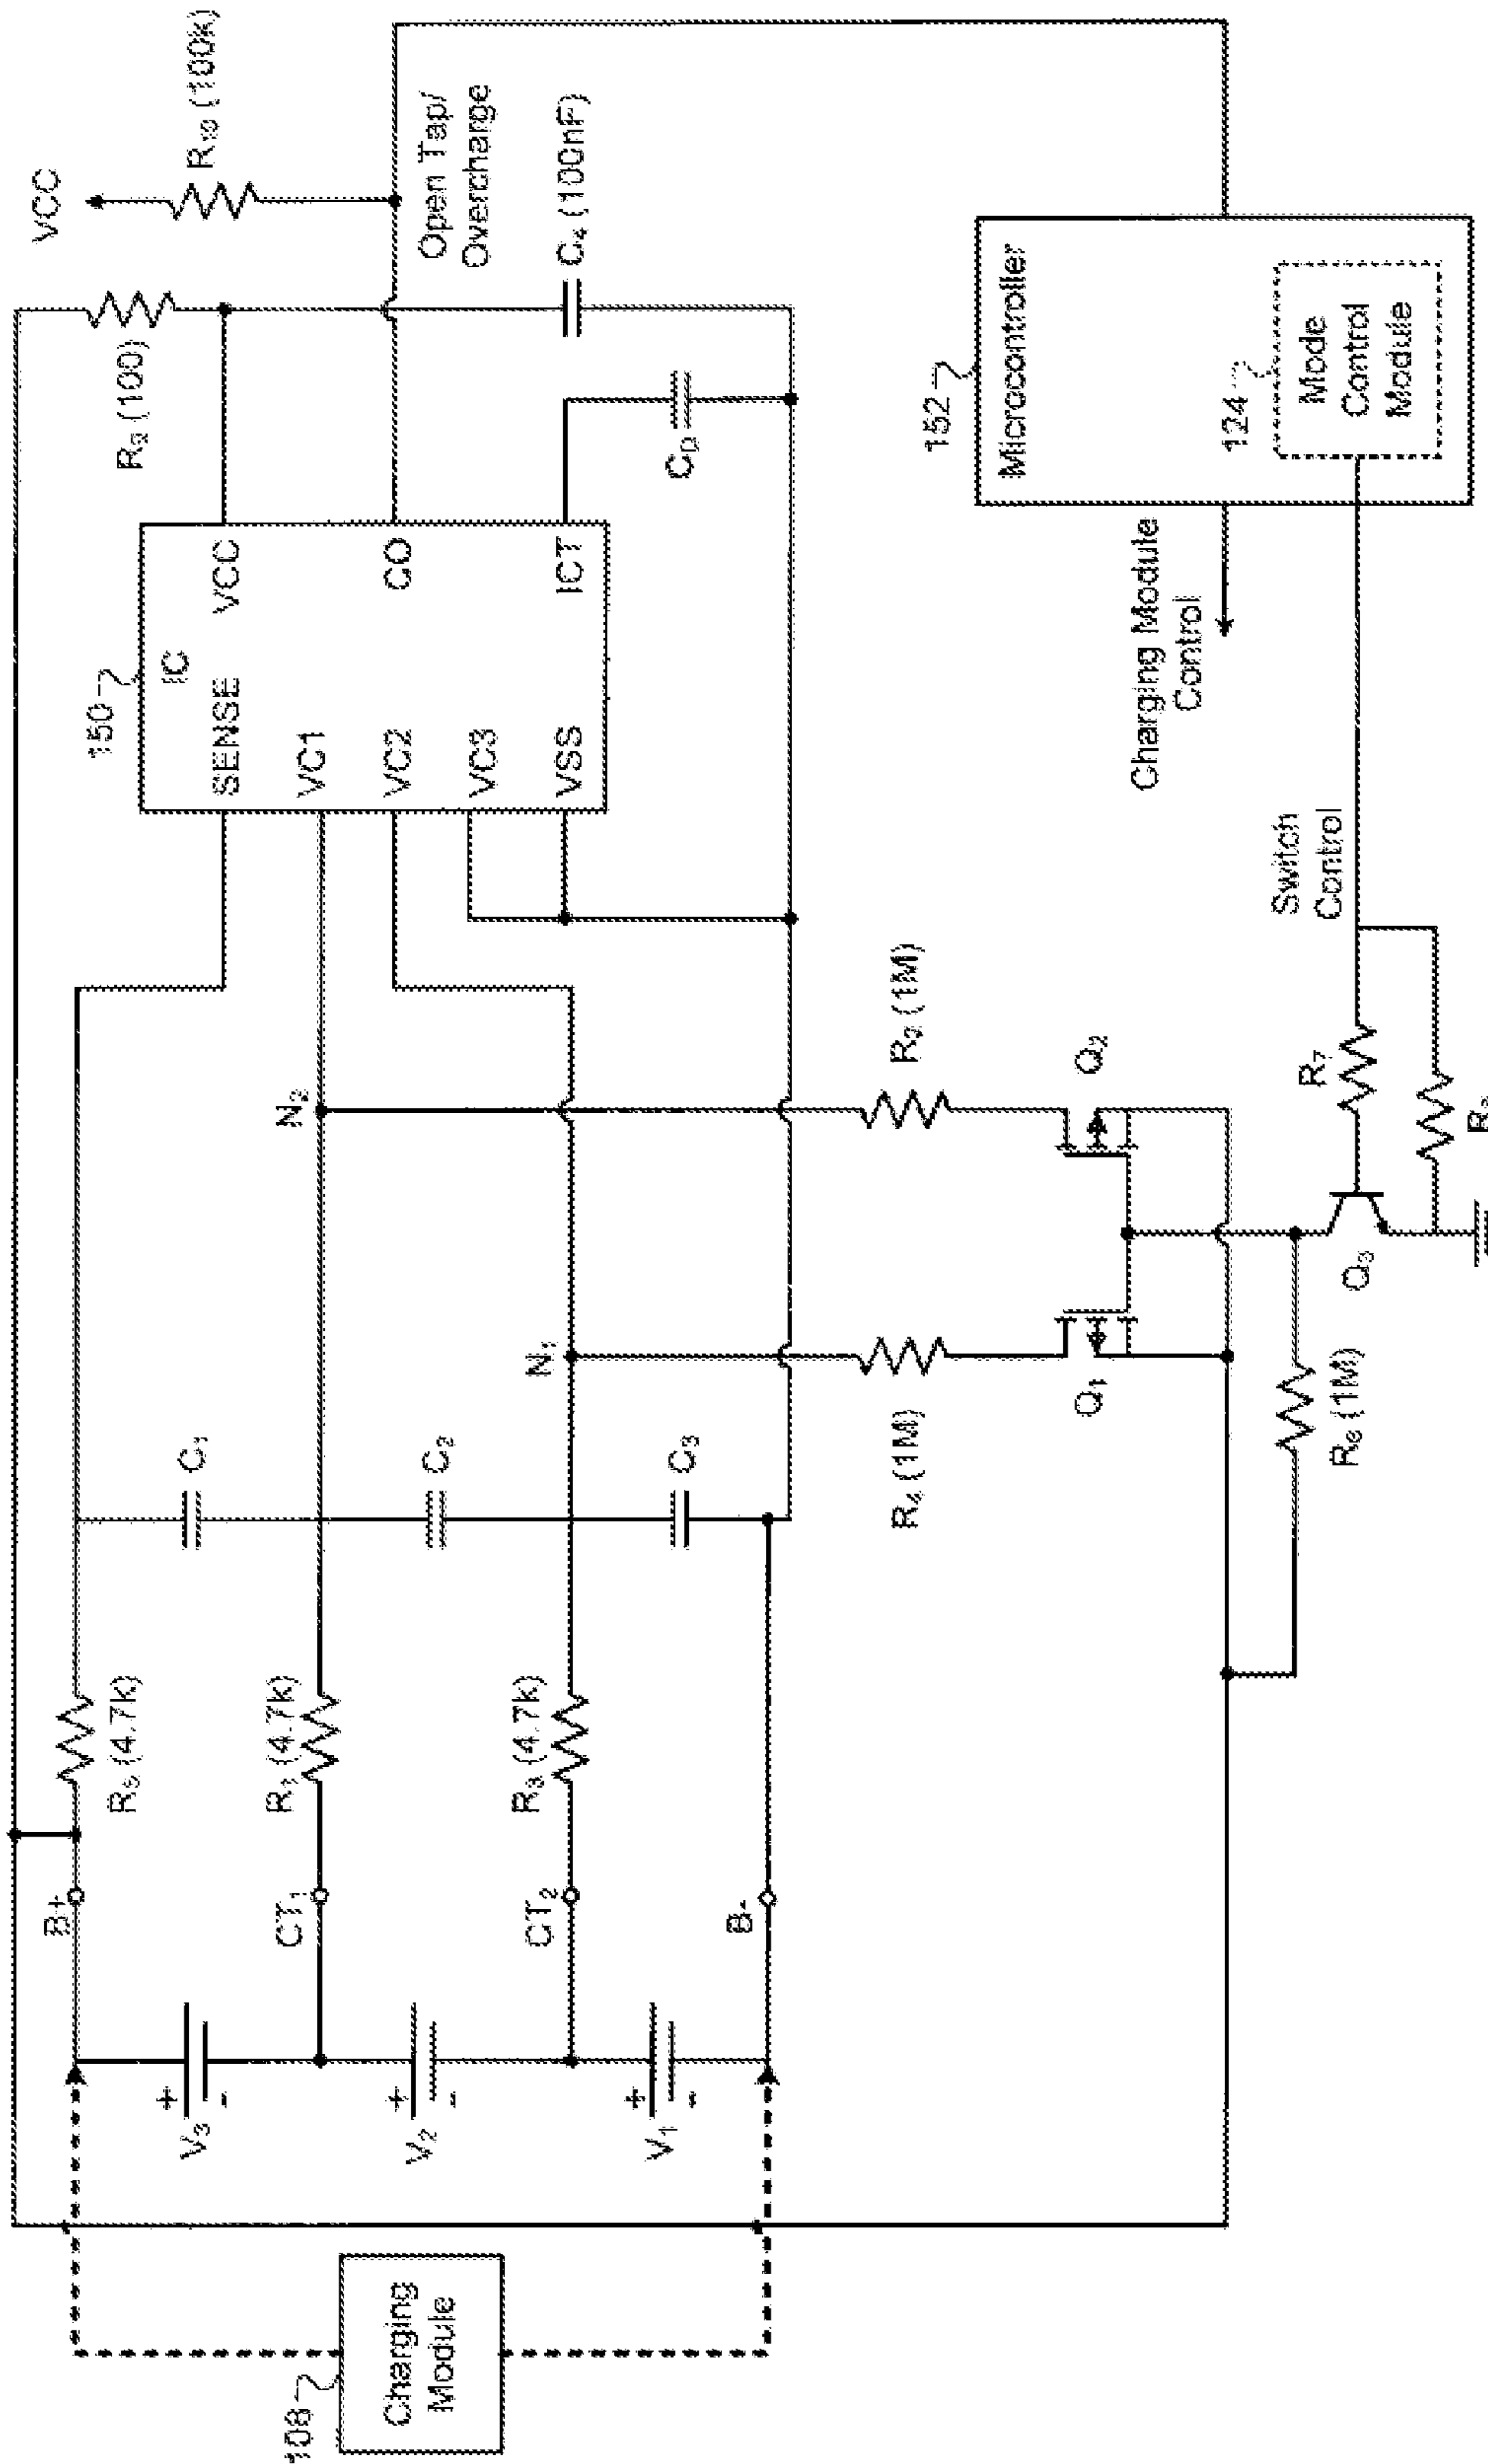 VCC
R₁₀ (100k)
R₉ (100)
Open Tap/
Overcharge
C₄ (100nF)
150
IC
SENSE
VCC
VC1
CO
VC2
VC3
ICT
VSS
C_D
B+
R₅ (4.7k)
C₁
V₃
+
-
CT₁
R₁ (4.7k)
N₂
C₂
V₂
+
-
CT₂
R₃ (4.7k)
N₁
C₃
V₁
+
-
B-
108
Charging
Module
R₄ (1M)
R₂ (1M)
Q₁
Q₂
R₆ (1M)
Q₃
R₇
Switch
Control
Charging Module
Control
152
Microcontroller
124
Mode
Control
Module